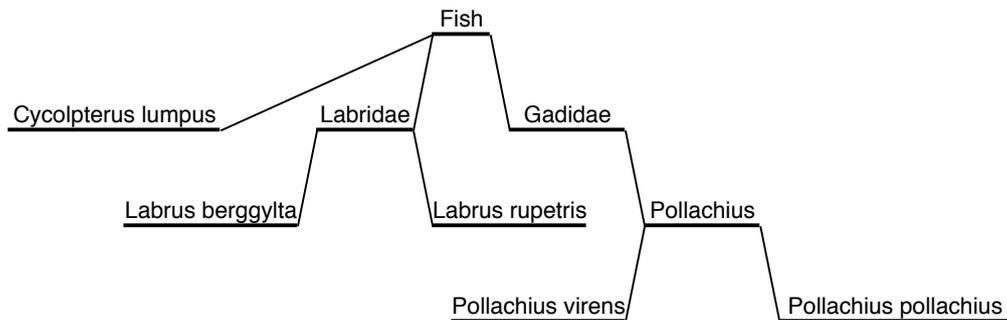 Fish
Cycolpterus lumpus
Labridae
Gadidae
Labrus berggylta
Labrus rupetris
Pollachius
Pollachius virens
Pollachius pollachius